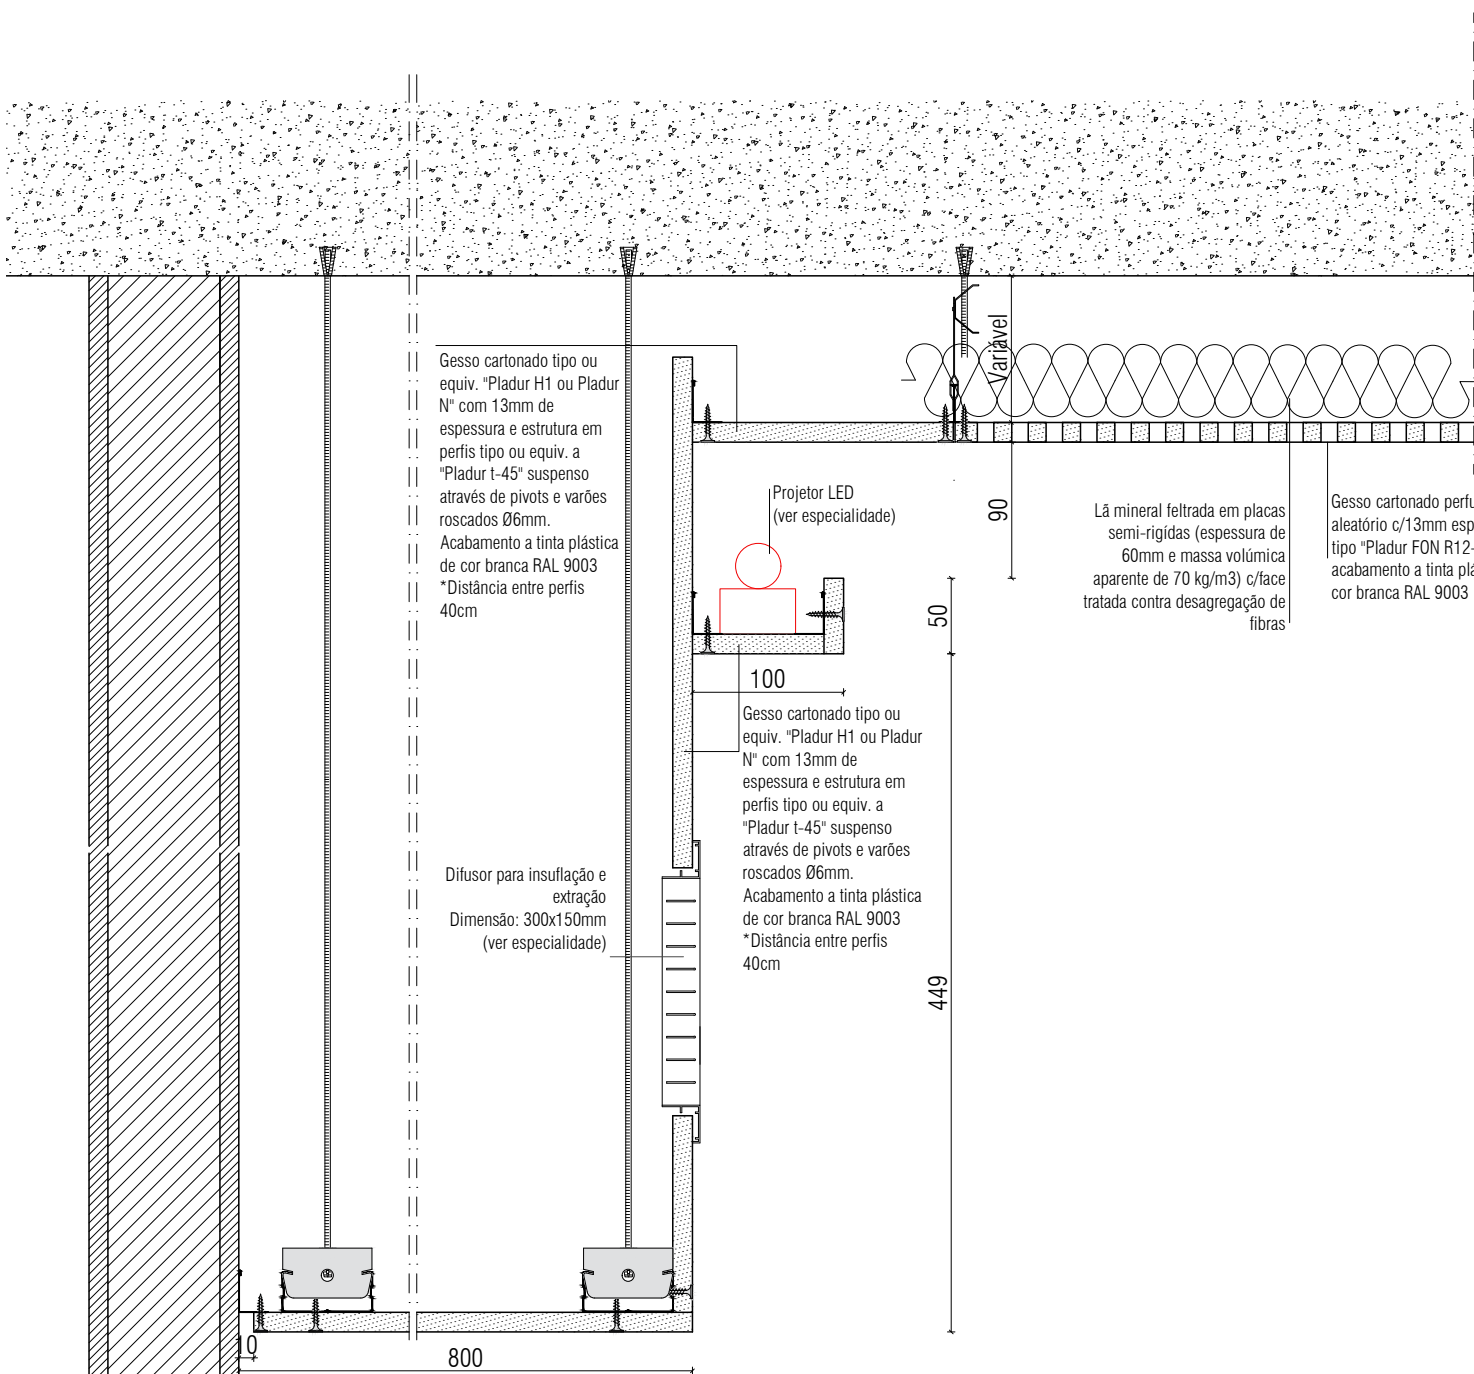 Gesso cartonado tipo ou
equiv. "Pladur H1 ou Pladur
N" com 13mm de
espessura e estrutura em
perfis tipo ou equiv. a
"Pladur t-45" suspenso
através de pivots e varões
roscados Ø6mm.
Acabamento a tinta plástica
de cor branca RAL 9003
*Distância entre perfis
40cm
Variável
90
Projetor LED
(ver especialidade)
Lã mineral feltrada em placas
semi-rigídas (espessura de
60mm e massa volúmica
aparente de 70 kg/m3) c/face
tratada contra desagregação de
fibras
Gesso cartonado perfu
aleatório c/13mm esp
tipo "Pladur FON R12-
acabamento a tinta plá
cor branca RAL 9003
50
100
Gesso cartonado tipo ou
equiv. "Pladur H1 ou Pladur
N" com 13mm de
espessura e estrutura em
perfis tipo ou equiv. a
"Pladur t-45" suspenso
através de pivots e varões
roscados Ø6mm.
Acabamento a tinta plástica
de cor branca RAL 9003
*Distância entre perfis
40cm
Difusor para insuflação e
extração
Dimensão: 300x150mm
(ver especialidade)
449
10
800